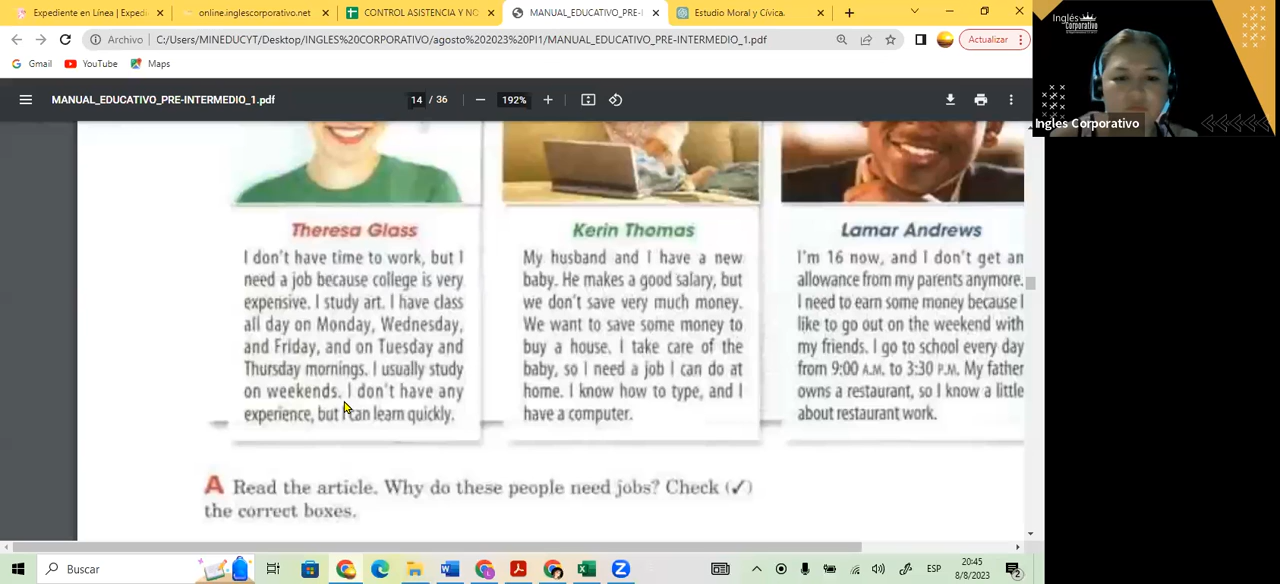 Expediente en Línea | Expedi
online.inglescorporativo.net
CONTROL ASISTENCIA Y NO
MANUAL_EDUCATIVO_PRE-
Estudio Moral y Cívica.
Archivo
C:/Users/MINEDUCYT/Desktop/INGLES%20CORPORATIVO/agosto%202023%20PI1/MANUAL_EDUCATIVO_PRE-INTERMEDIO_1.pdf
Actualizar
Gmail
YouTube
Maps
MANUAL_EDUCATIVO_PRE-INTERMEDIO_1.pdf
14 / 36
192%
Inglés
Corporativo
Ingles Corporativo
Theresa Glass
I don't have time to work, but I
need a job because college is very
expensive. I study art. I have class
all day on Monday, Wednesday,
and Friday, and on Tuesday and
Thursday mornings. I usually study
on weekends. I don't have any
experience, but I can learn quickly.
Kerin Thomas
My husband and I have a new
baby. He makes a good salary, but
we don't save very much money.
We want to save some money to
buy a house. I take care of the
baby, so I need a job I can do at
home. I know how to type, and I
have a computer.
Lamar Andrews
I'm 16 now, and I don't get an
allowance from my parents anymore.
I need to earn some money because I
like to go out on the weekend with
my friends. I go to school every day
from 9:00 A.M. to 3:30 P.M. My father
owns a restaurant, so I know a little
about restaurant work.
A Read the article. Why do these people need jobs? Check (✓)
the correct boxes.
Buscar
ESP
20:45
8/8/2023
2